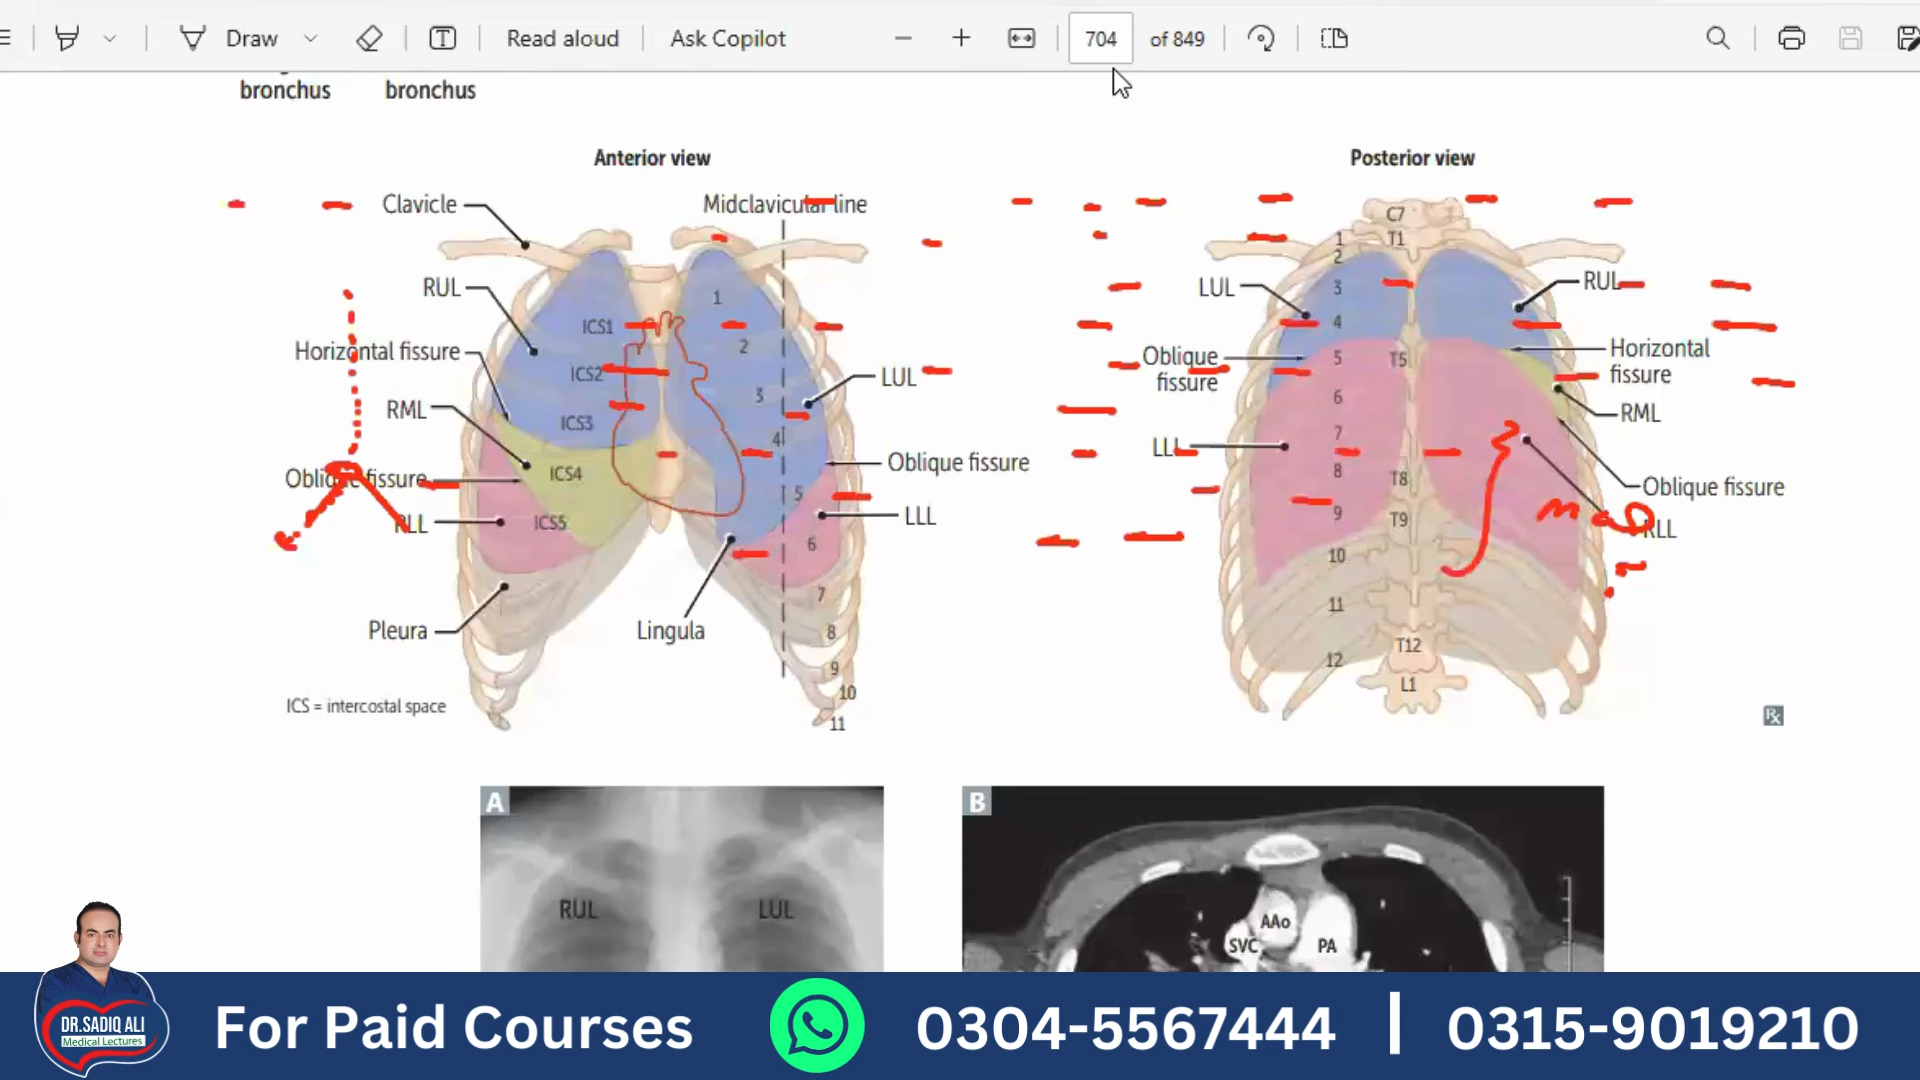 Draw
Read aloud
Ask Copilot
704 of 849
bronchus bronchus
Anterior view
Posterior view
Clavicle
Midclavicular line
RUL
ICS1
Horizontal fissure
ICS2
RML
ICS3
Oblique fissure
ICS4
RLL
ICS5
Pleura
1
2
3
4
5
6
7
8
9
10
11
LUL
Oblique fissure
LLL
Lingula
ICS = intercostal space
C7
T1
1
2
3
4
5
6
7
8
9
10
11
12
T5
T8
T9
T12
L1
LUL
Oblique
fissure
LLL
RUL
Horizontal
fissure
RML
Oblique fissure
RLL
Rx
A
RUL LUL
B
AAo
SVC PA
DR.SADIQ ALI
Medical Lectures
For Paid Courses
0304-5567444 | 0315-9019210